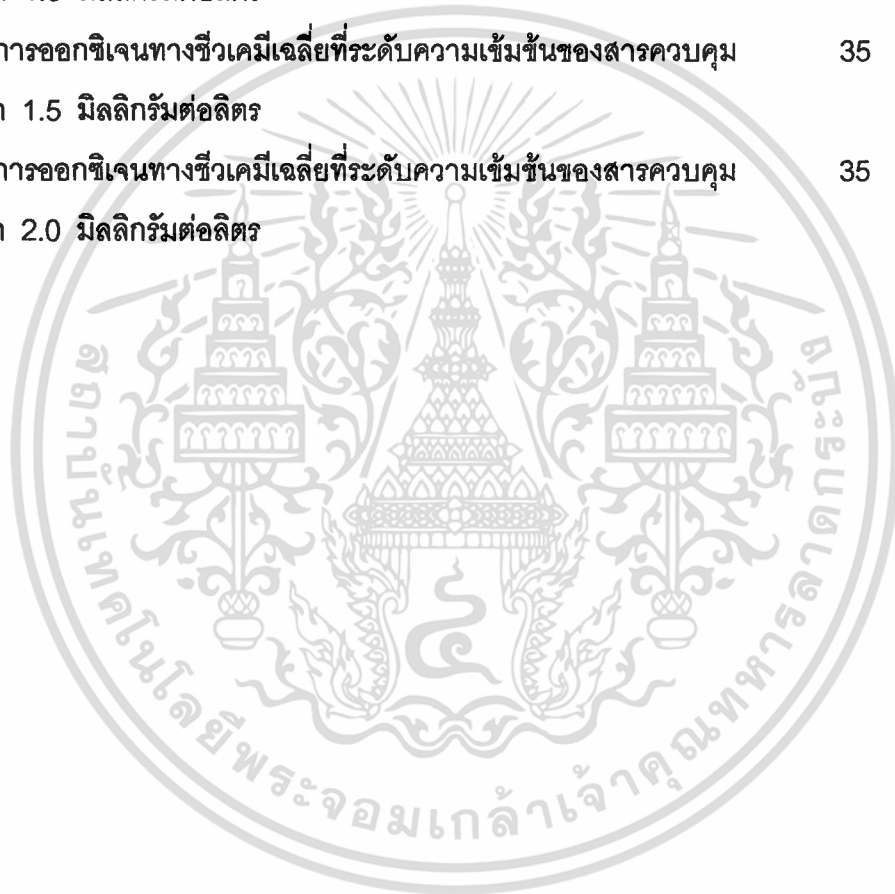 การออกซิเจนทางชีวเคมีเฉลี่ยที่ระดับความเข้มข้นของสารควบคุม 35
1.5 มิลลิกรัมต่อลิตร
การออกซิเจนทางชีวเคมีเฉลี่ยที่ระดับความเข้มข้นของสารควบคุม 35
2.0 มิลลิกรัมต่อลิตร
สถาบันเทคโนโลยีพระจอมเกล้าเจ้าคุณทหารลาดกระบัง